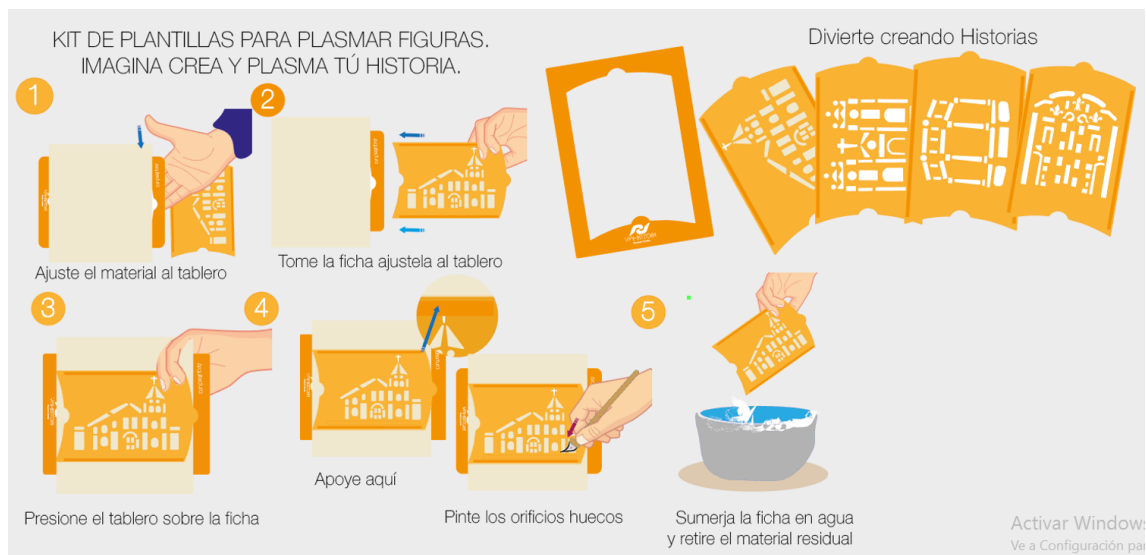 KIT DE PLANTILLAS PARA PLASMAR FIGURAS.
IMAGINA CREA Y PLASMA TÚ HISTORIA.
Divierte creando Historias
1
Ajuste el material al tablero
2
Tome la ficha ajustela al tablero
3
Presione el tablero sobre la ficha
4
Apoye aquí
Pinte los orificios huecos
5
Sumerja la ficha en agua
y retire el material residual
Activar Windows
Ve a Configuración par